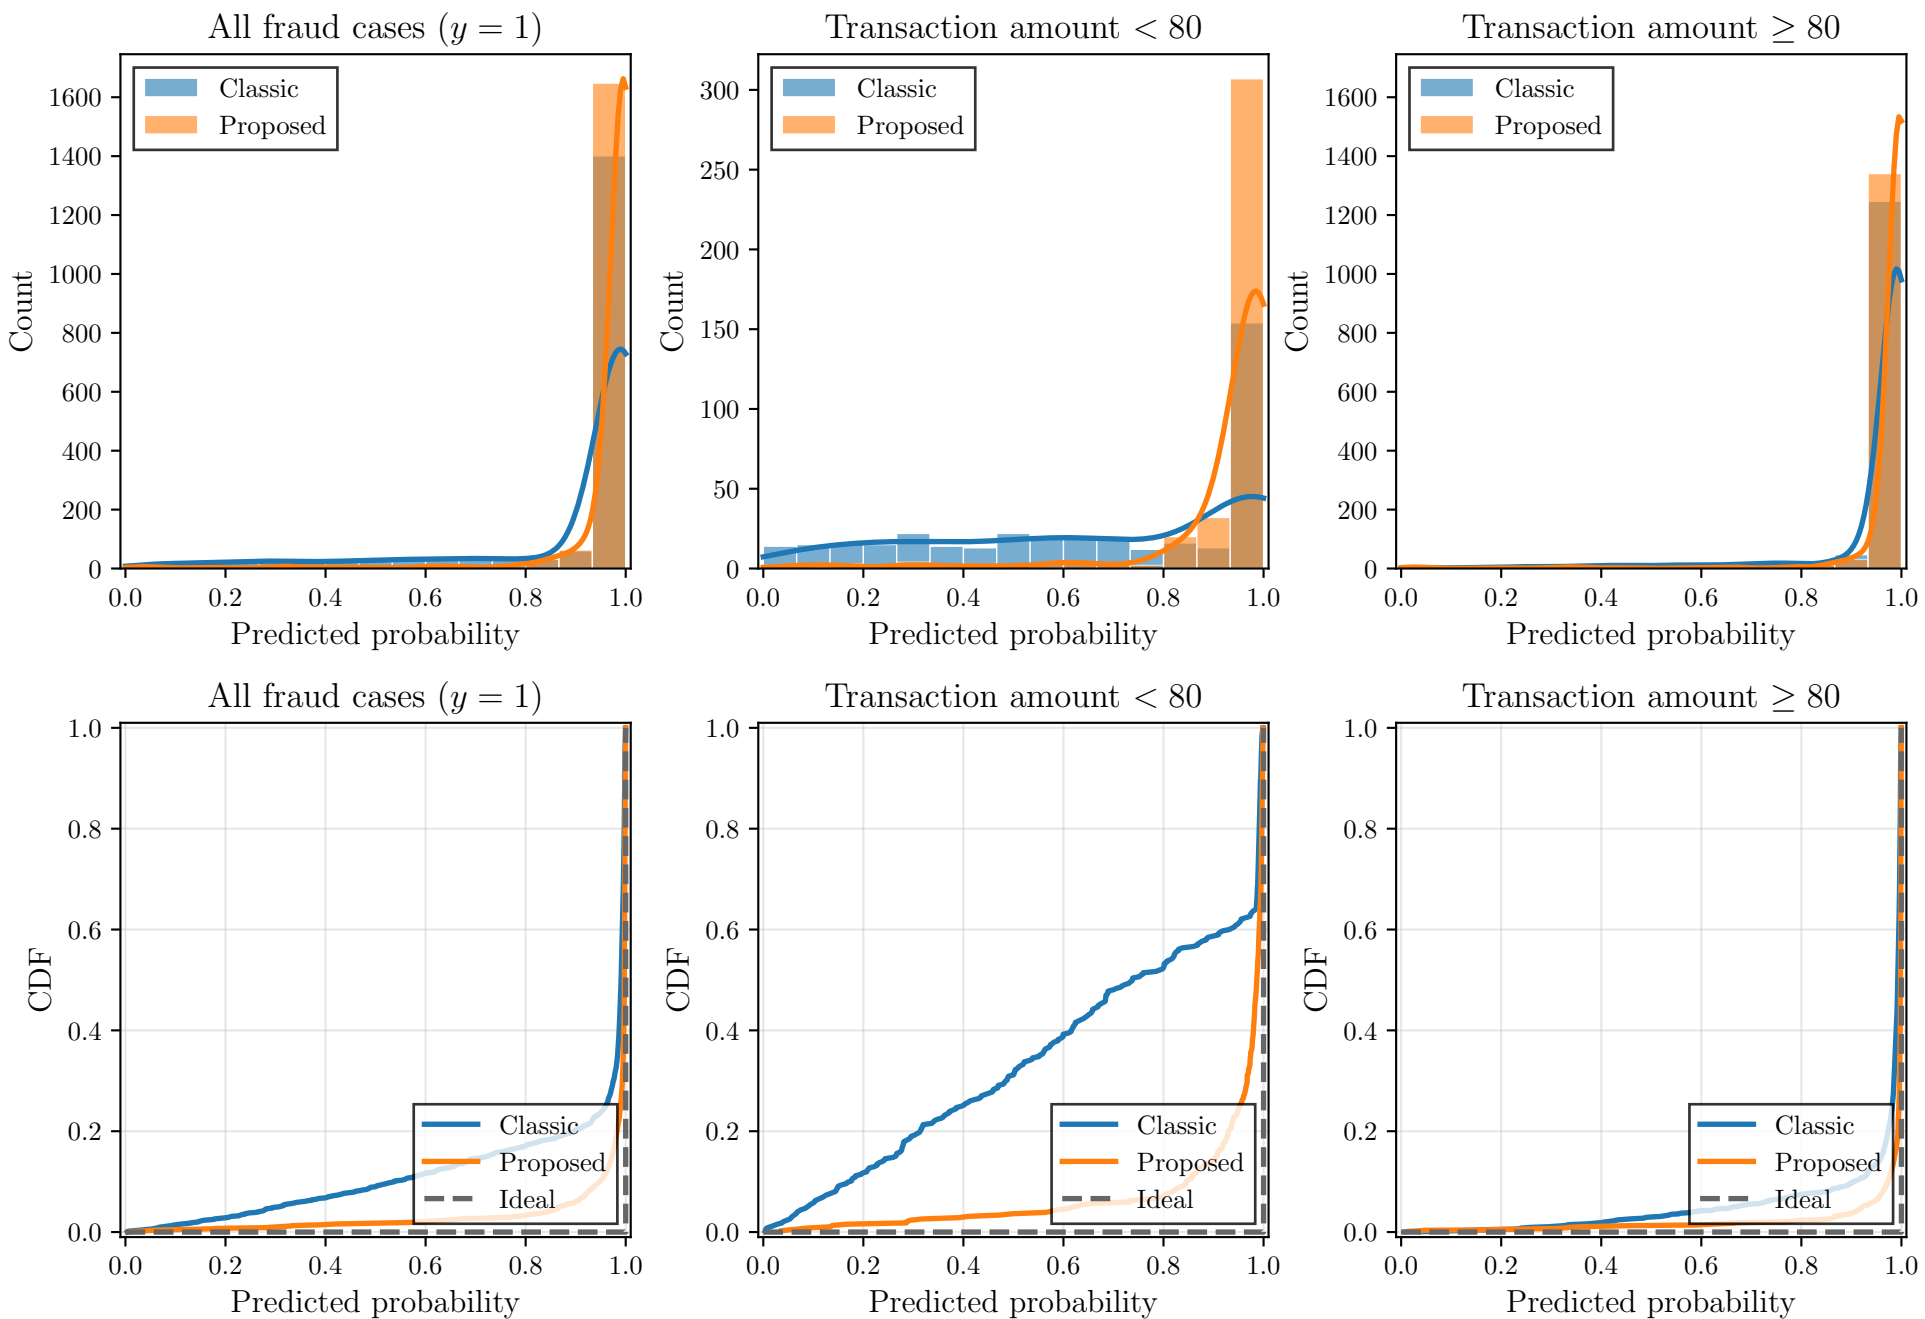 All fraud cases (y = 1)
Classic
Proposed
1600
1400
1200
1000
800
600
400
200
0
Count
0.0 0.2 0.4 0.6 0.8 1.0
Predicted probability
Transaction amount < 80
Classic
Proposed
300
250
200
150
100
50
0
Count
0.0 0.2 0.4 0.6 0.8 1.0
Predicted probability
Transaction amount ≥ 80
Classic
Proposed
1600
1400
1200
1000
800
600
400
200
0
Count
0.0 0.2 0.4 0.6 0.8 1.0
Predicted probability
All fraud cases (y = 1)
1.0
0.8
0.6
0.4
0.2
0.0
CDF
Classic
Proposed
Ideal
0.0 0.2 0.4 0.6 0.8 1.0
Predicted probability
Transaction amount < 80
1.0
0.8
0.6
0.4
0.2
0.0
CDF
Classic
Proposed
Ideal
0.0 0.2 0.4 0.6 0.8 1.0
Predicted probability
Transaction amount ≥ 80
1.0
0.8
0.6
0.4
0.2
0.0
CDF
Classic
Proposed
Ideal
0.0 0.2 0.4 0.6 0.8 1.0
Predicted probability